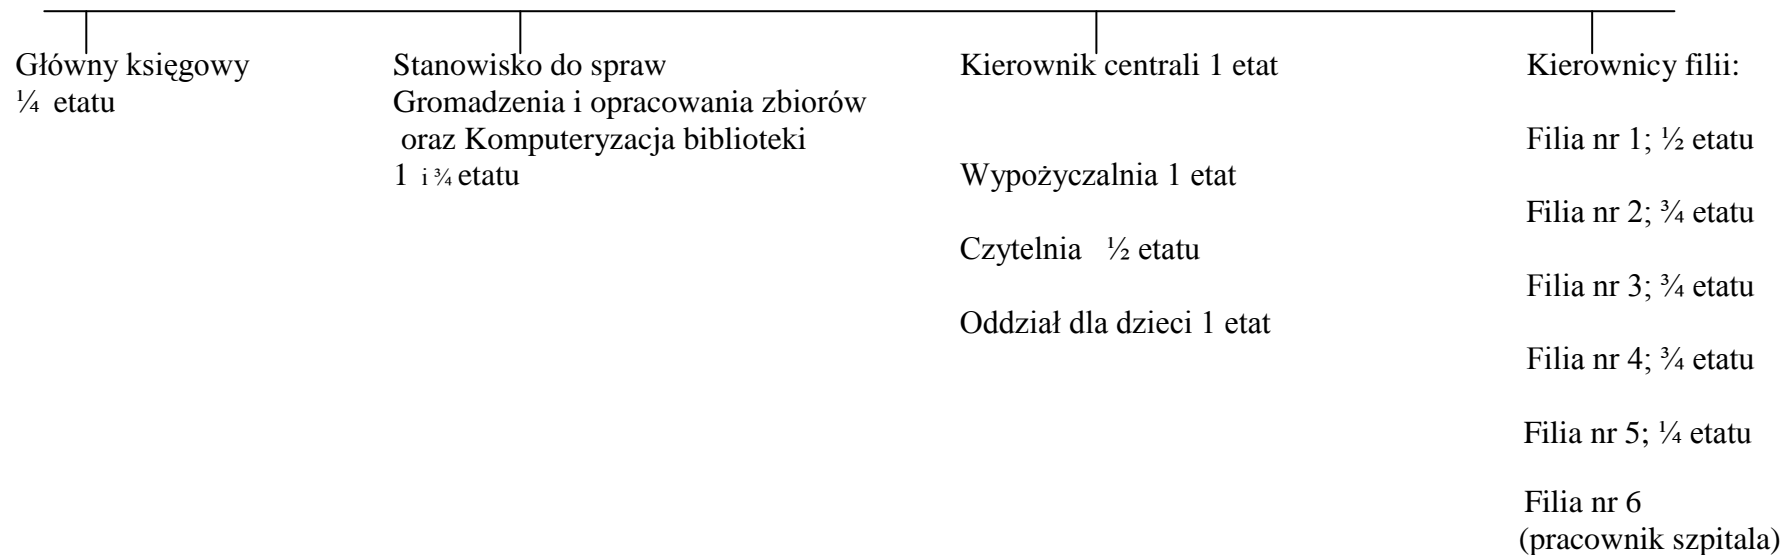 Główny księgowy
¼ etatu
Stanowisko do spraw
Gromadzenia i opracowania zbiorów
oraz Komputeryzacja biblioteki
1 i ¾ etatu
Kierownik centrali 1 etat
Wypożyczalnia 1 etat
Czytelnia ½ etatu
Oddział dla dzieci 1 etat
Kierownicy filii:
Filia nr 1; ½ etatu
Filia nr 2; ¾ etatu
Filia nr 3; ¾ etatu
Filia nr 4; ¾ etatu
Filia nr 5; ¼ etatu
Filia nr 6
(pracownik szpitala)